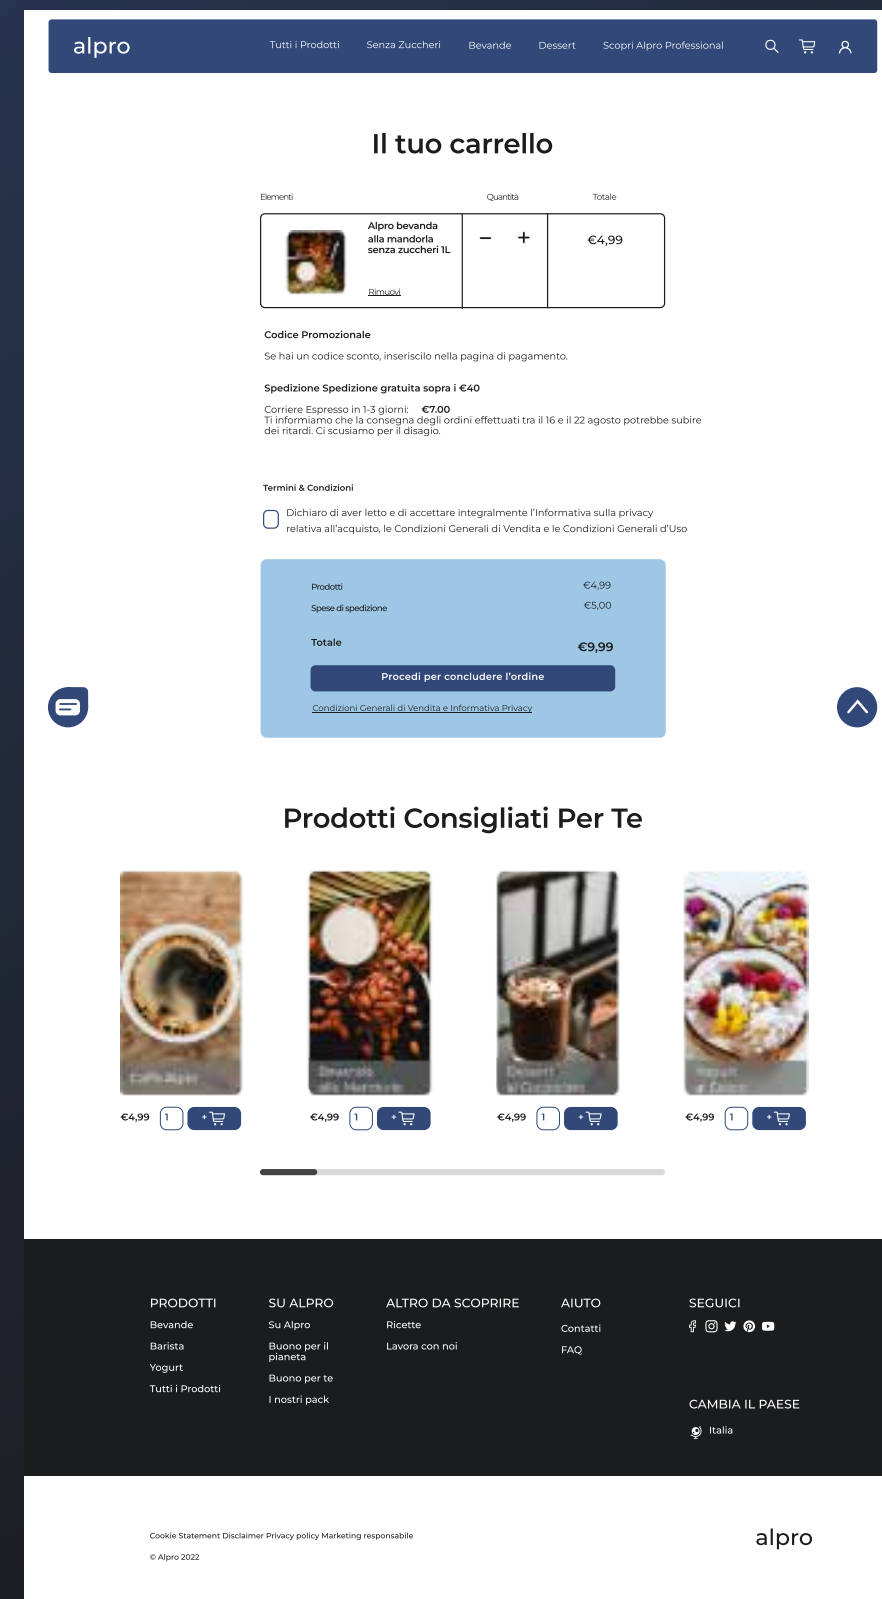 alpro
Tutti i Prodotti
Senza Zuccheri
Bevande
Dessert
Scopri Alpro Professional
Il tuo carrello
Elementi
Quantità
Totale
Alpro bevanda
alla mandorla
senza zuccheri 1L
Rimuovi
− +
€4,99
Codice Promozionale
Se hai un codice sconto, inseriscilo nella pagina di pagamento.
Spedizione Spedizione gratuita sopra i €40
Corriere Espresso in 1-3 giorni: €7.00
Ti informiamo che la consegna degli ordini effettuati tra il 16 e il 22 agosto potrebbe subire
dei ritardi. Ci scusiamo per il disagio.
Termini & Condizioni
Dichiaro di aver letto e di accettare integralmente l'Informativa sulla privacy
relativa all'acquisto, le Condizioni Generali di Vendita e le Condizioni Generali d'Uso
Prodotti €4,99
Spese di spedizione €5,00
Totale €9,99
Procedi per concludere l'ordine
Condizioni Generali di Vendita e Informativa Privacy
Prodotti Consigliati Per Te
€4,99 1 +
€4,99 1 +
€4,99 1 +
€4,99 1 +
PRODOTTI
Bevande
Barista
Yogurt
Tutti i Prodotti
SU ALPRO
Su Alpro
Buono per il
pianeta
Buono per te
I nostri pack
ALTRO DA SCOPRIRE
Ricette
Lavora con noi
AIUTO
Contatti
FAQ
SEGUICI
CAMBIA IL PAESE
Italia
Cookie Statement Disclaimer Privacy policy Marketing responsabile
© Alpro 2022
alpro